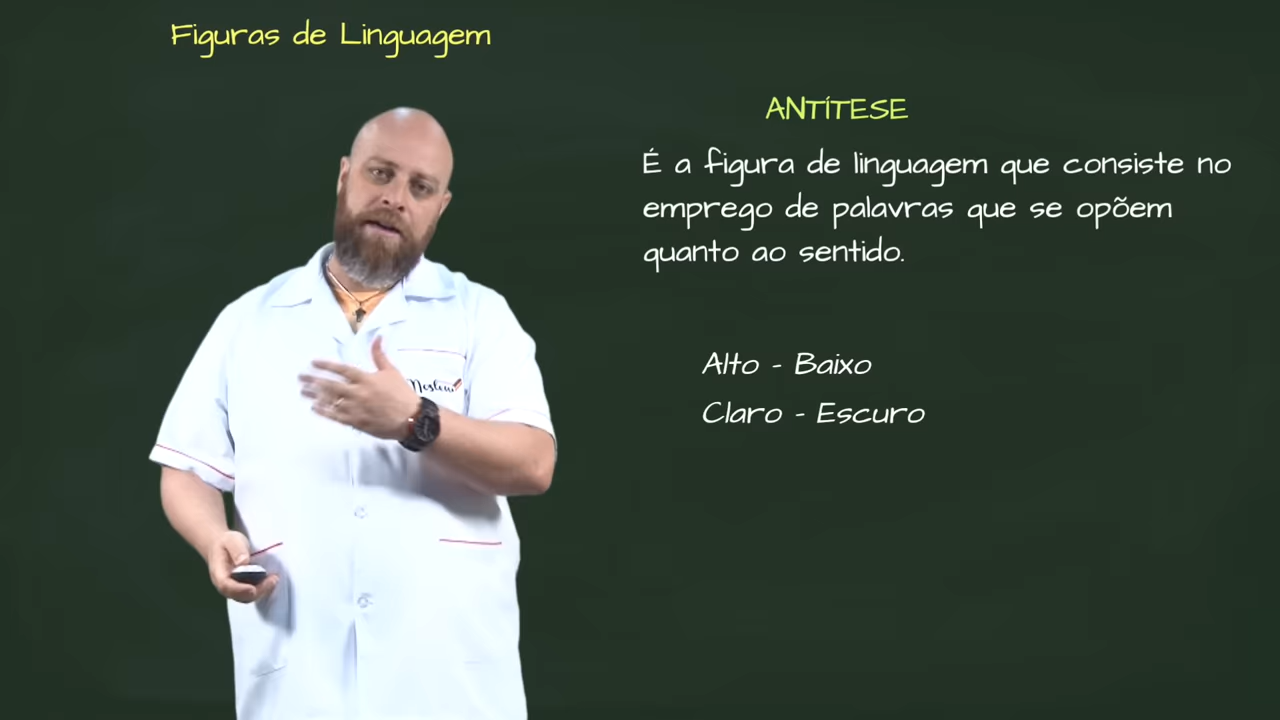 Figuras de Linguagem
ANTÍTESE
É a figura de linguagem que consiste no
emprego de palavras que se opõem
quanto ao sentido.
Alto - Baixo
Claro - Escuro